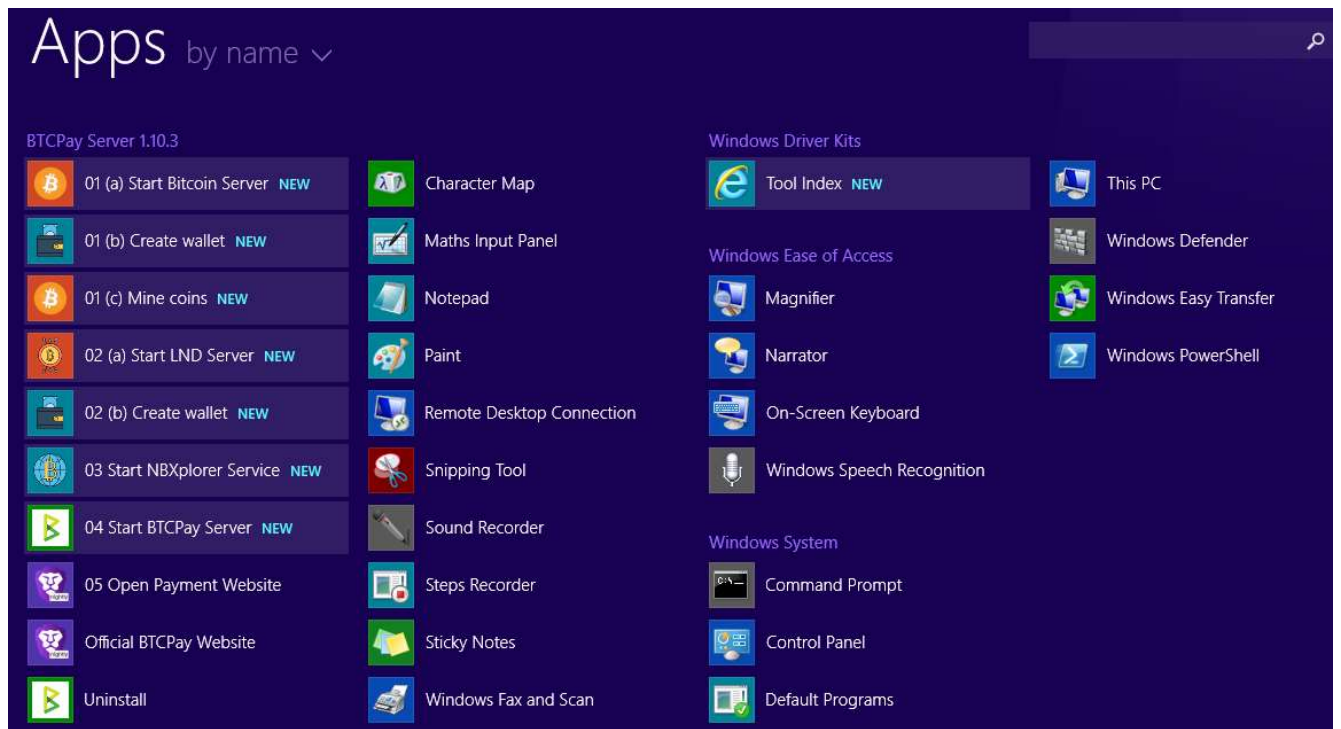 Apps by name
BTCPay Server 1.10.3
01 (a) Start Bitcoin Server NEW
01 (b) Create wallet NEW
01 (c) Mine coins NEW
02 (a) Start LND Server NEW
02 (b) Create wallet NEW
03 Start NBXplorer Service NEW
04 Start BTCPay Server NEW
05 Open Payment Website
Official BTCPay Website
Uninstall
Character Map
Maths Input Panel
Notepad
Paint
Remote Desktop Connection
Snipping Tool
Sound Recorder
Steps Recorder
Sticky Notes
Windows Fax and Scan
Windows Driver Kits
Tool Index NEW
Windows Ease of Access
Magnifier
Narrator
On-Screen Keyboard
Windows Speech Recognition
Windows System
Command Prompt
Control Panel
Default Programs
This PC
Windows Defender
Windows Easy Transfer
Windows PowerShell